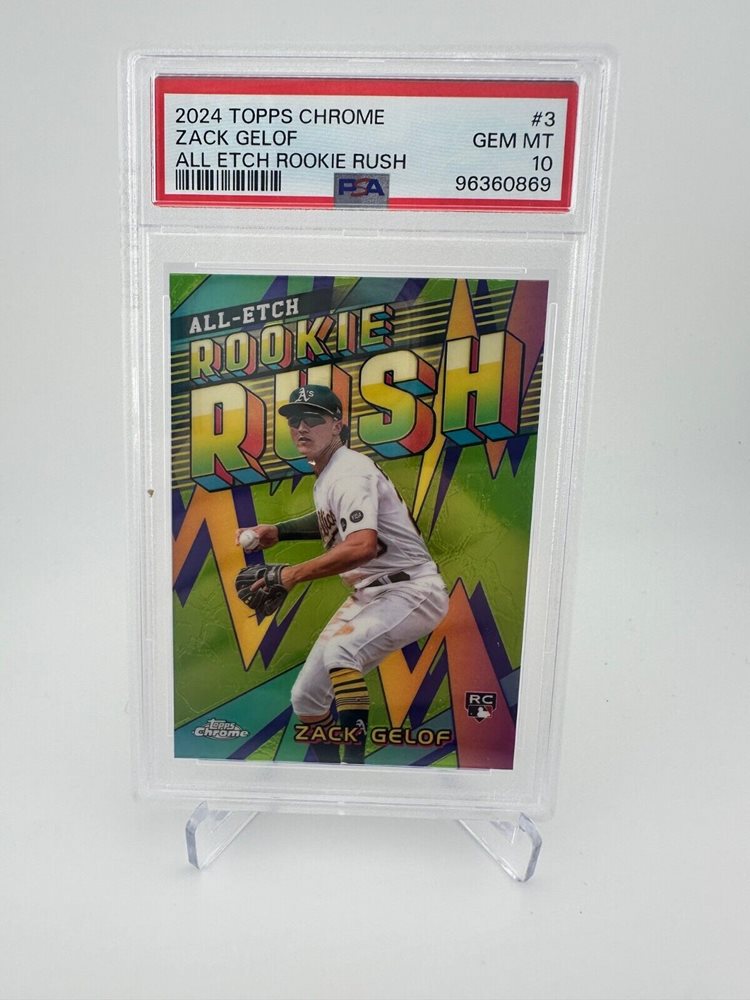 2024 TOPPS CHROME #3
ZACK GELOF GEM MT
ALL ETCH ROOKIE RUSH 10
PSA 96360869
ALL-ETCH
ROOKIE
RUSH
A's
RC
Topps
Chrome
ZACK GELOF